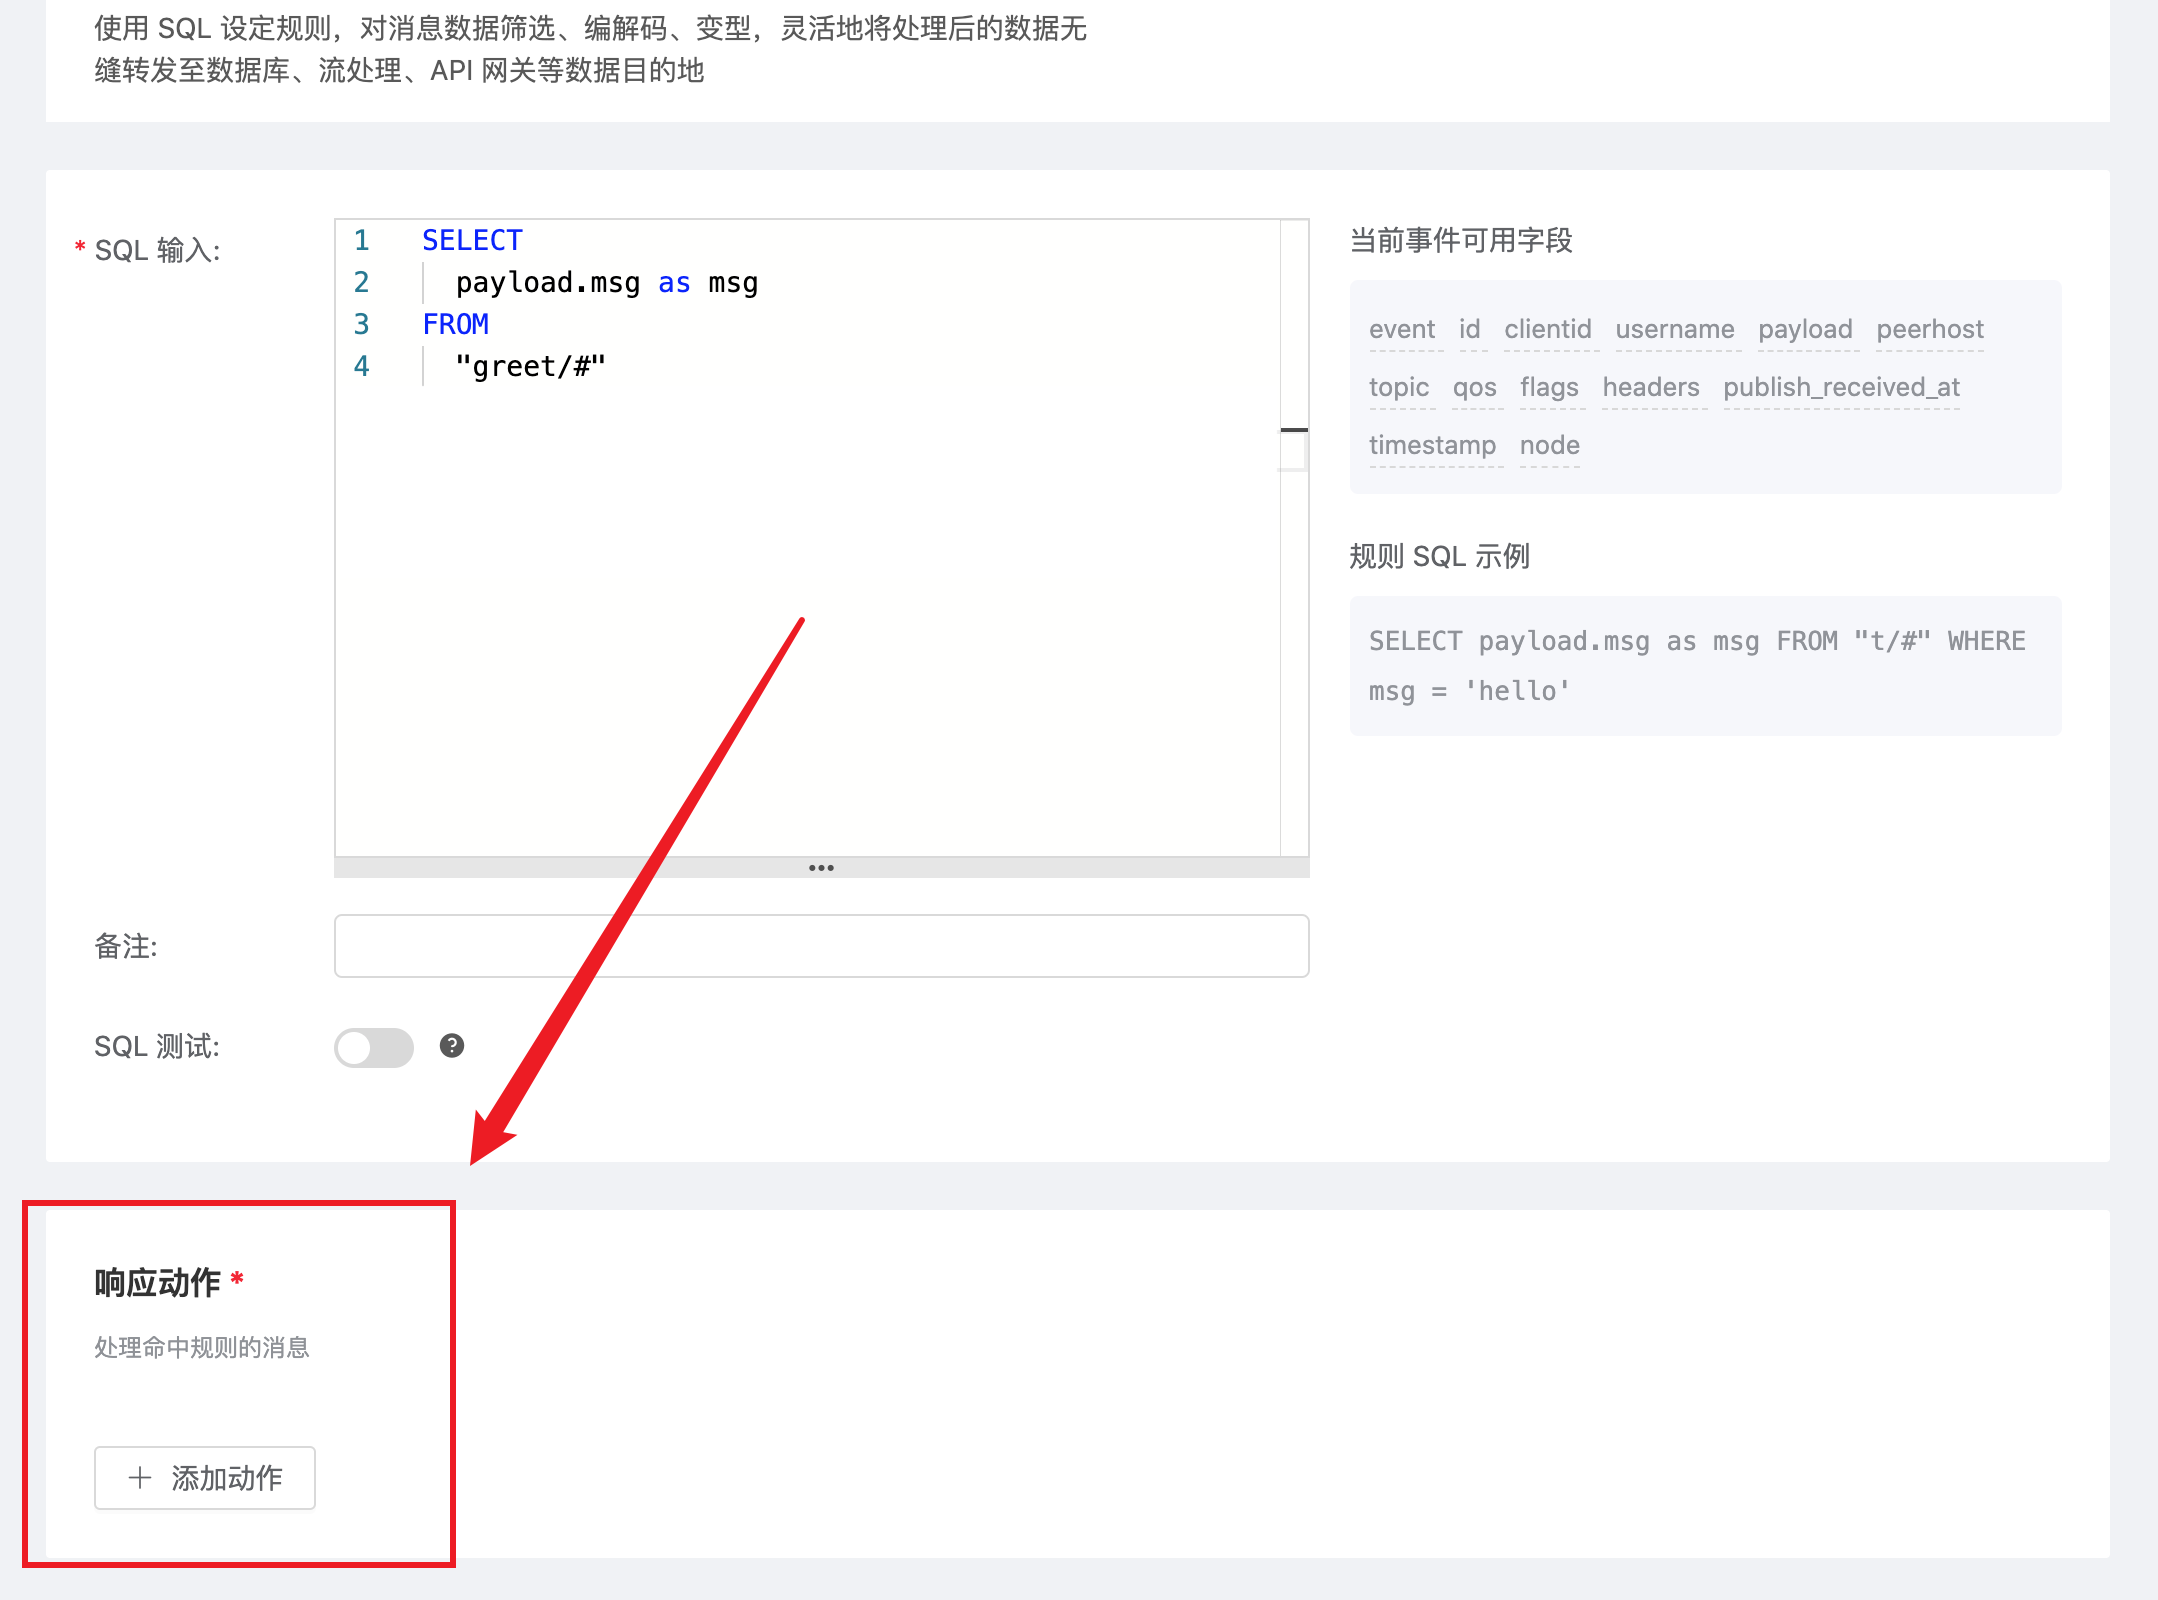 使用 SQL 设定规则，对消息数据筛选、编解码、变型，灵活地将处理后的数据无
缝转发至数据库、流处理、API 网关等数据目的地
* SQL 输入:
1 SELECT
2 payload.msg as msg
3 FROM
4 "greet/#"
当前事件可用字段
event id clientid username payload peerhost
topic qos flags headers publish_received_at
timestamp node
规则 SQL 示例
SELECT payload.msg as msg FROM "t/#" WHERE
msg = 'hello'
备注:
SQL 测试:
响应动作 *
处理命中规则的消息
+ 添加动作